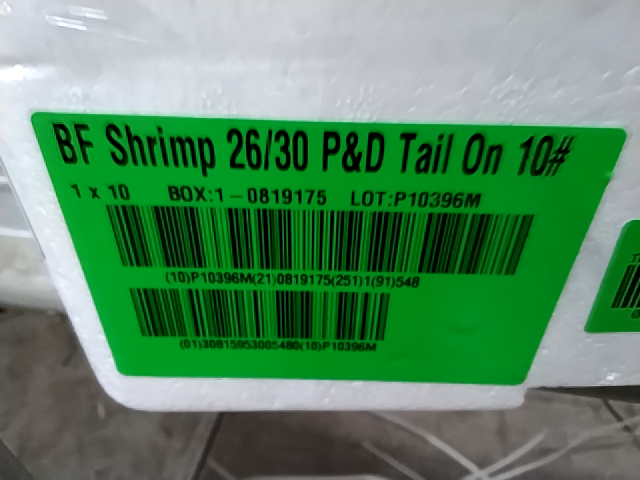 BF Shrimp 26/30 P&D Tail On 10#
1 x 10 BOX:1-0819175 LOT:P10396M
(10)P10396M(21)0819175(251)1(91)548
(01)30815953005480(10)P10396M